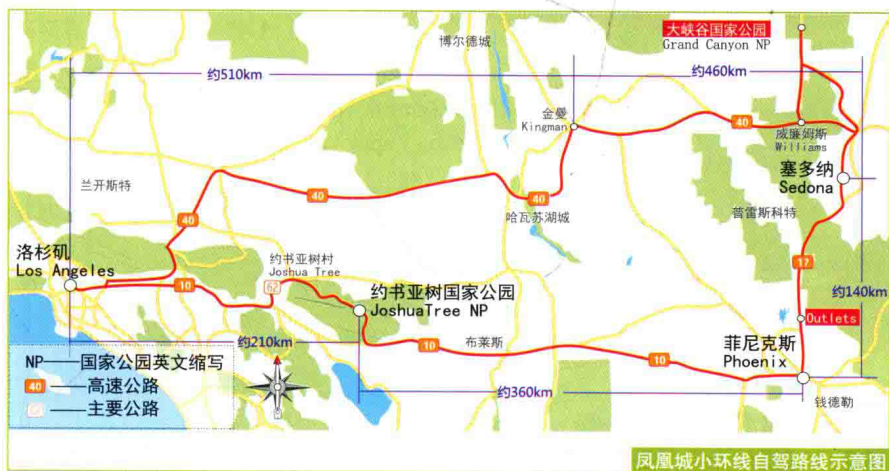 大峡谷国家公园
Grand Canyon NP
博尔德城
约510km
约460km
金曼
Kingman
40
威廉姆斯
Williams
塞多纳
Sedona
兰开斯特
40
40
40
哈瓦苏湖城
普雷斯科特
洛杉矶
Los Angeles
约书亚树村
Joshua Tree
62
10
约书亚树国家公园
JoshuaTree NP
17
约140km
Outlets
约210km
10
布莱斯
10
菲尼克斯
Phoenix
约360km
钱德勒
NP——国家公园英文缩写
40——高速公路
62——主要公路
凤凰城小环线自驾路线示意图